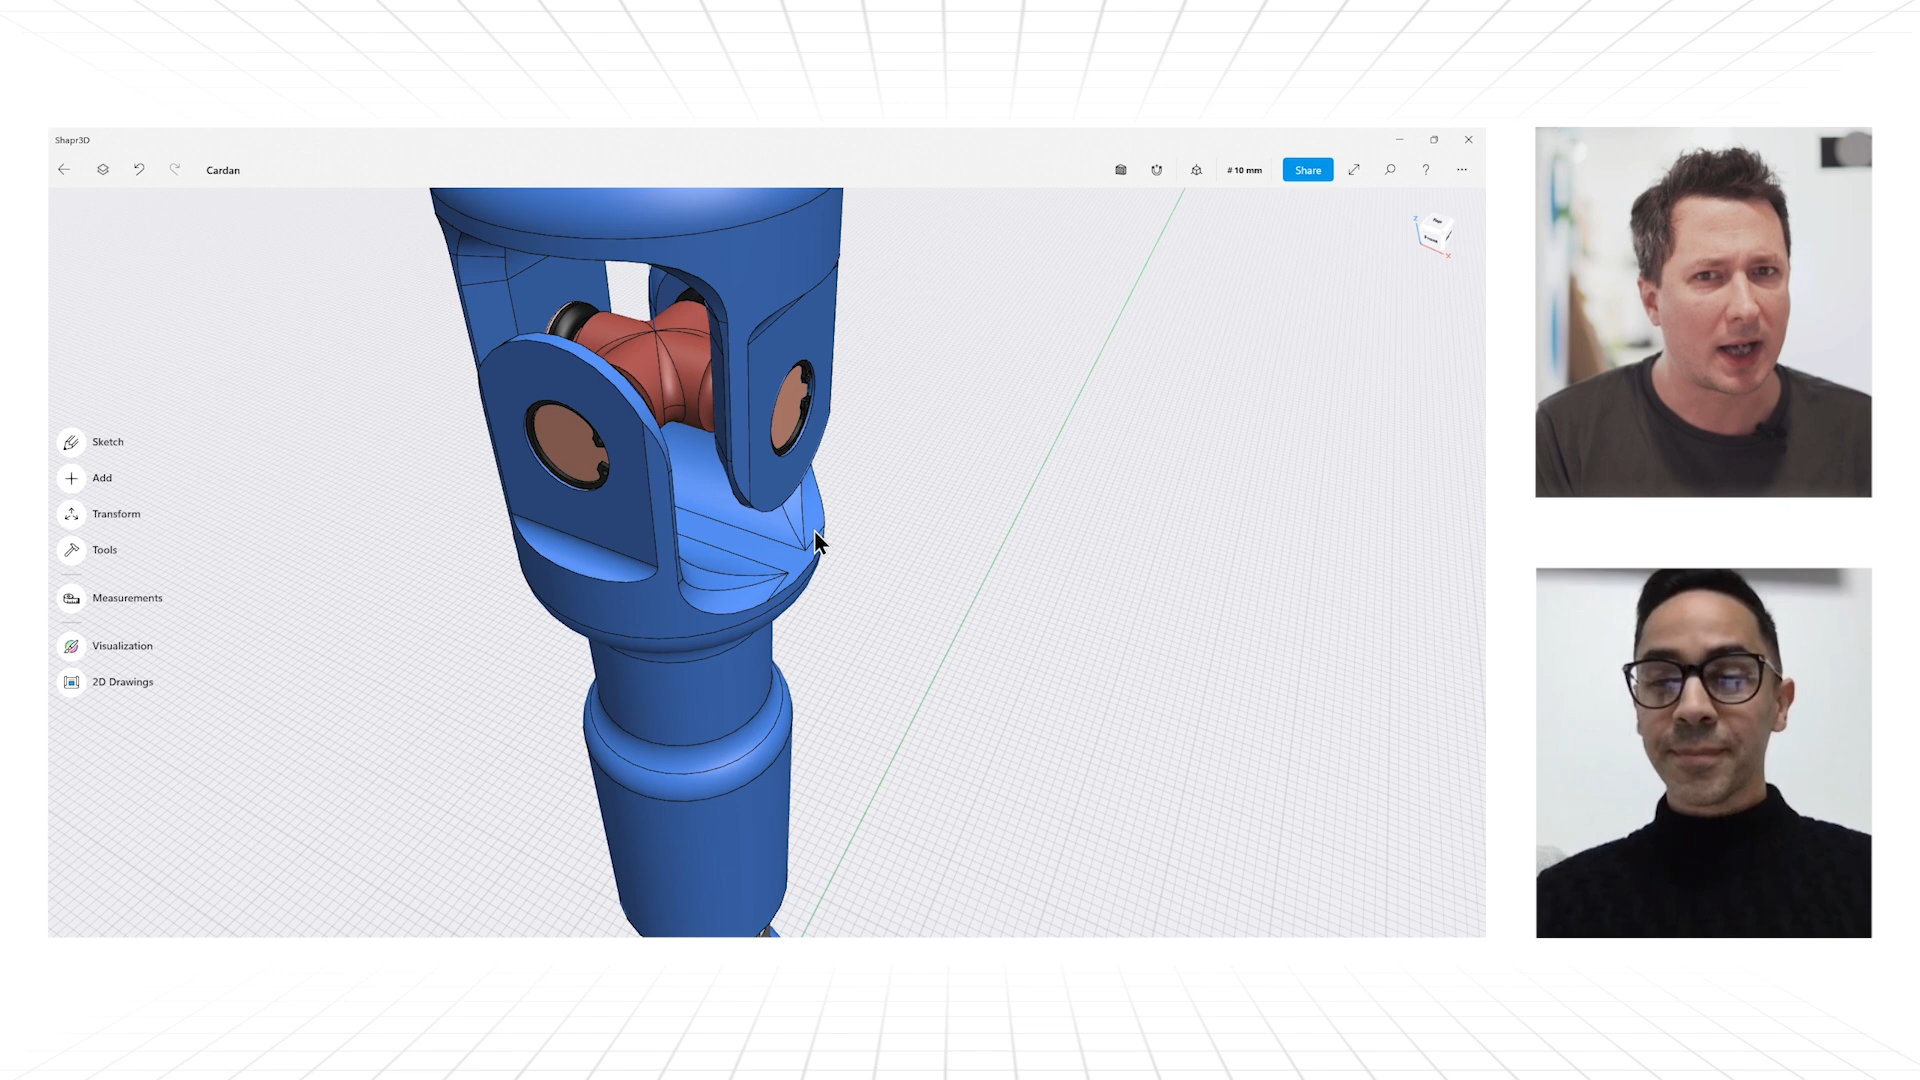 Shapr3D
Cardan
# 10 mm
Share
?
Z
X
Sketch
Add
Transform
Tools
Measurements
Visualization
2D Drawings